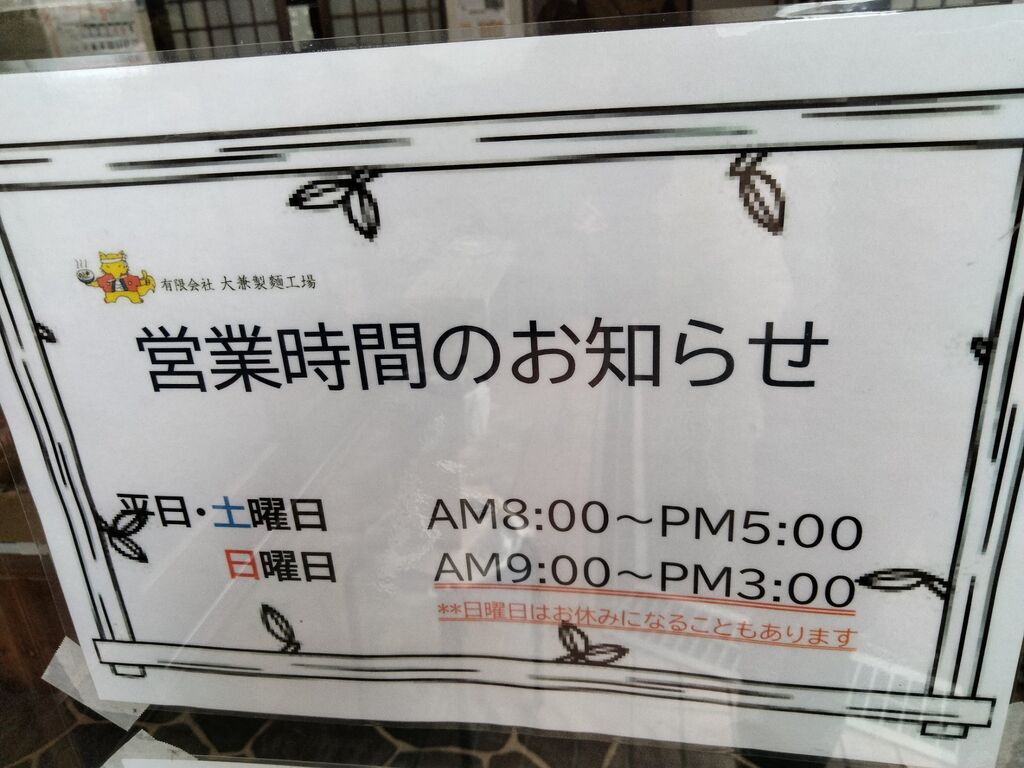 有限会社 大兼製麺工場
営業時間のお知らせ
平日・土曜日 AM8:00～PM5:00
日曜日 AM9:00～PM3:00
**日曜日はお休みになることもあります